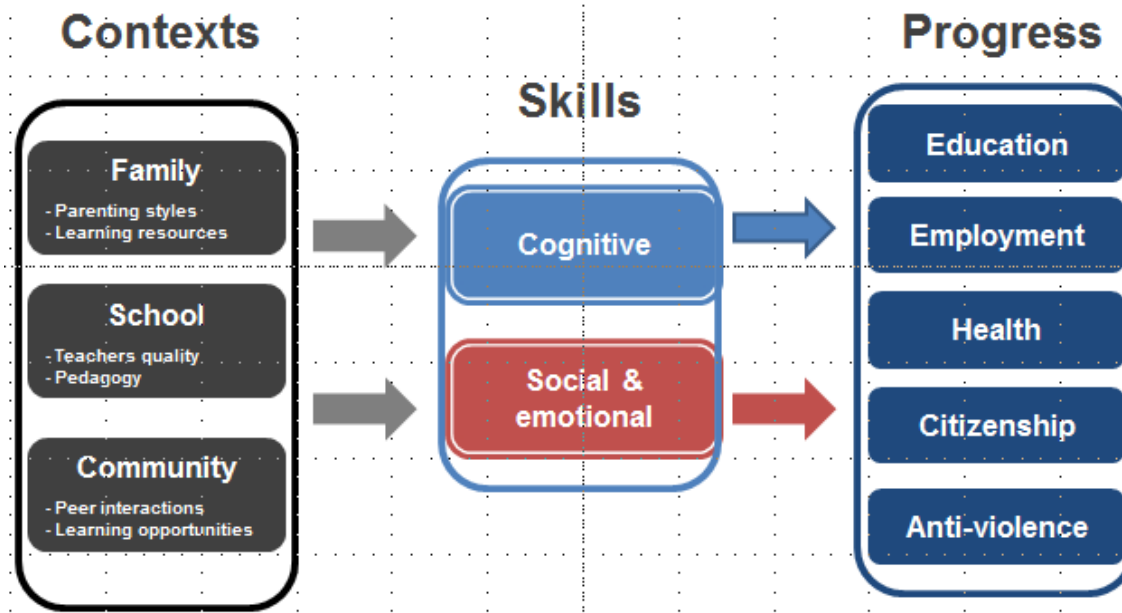 Contexts
Family
- Parenting styles
- Learning resources
School
- Teachers quality
- Pedagogy
Community
- Peer interactions
- Learning opportunities
Skills
Cognitive
Social &
emotional
Progress
Education
Employment
Health
Citizenship
Anti-violence